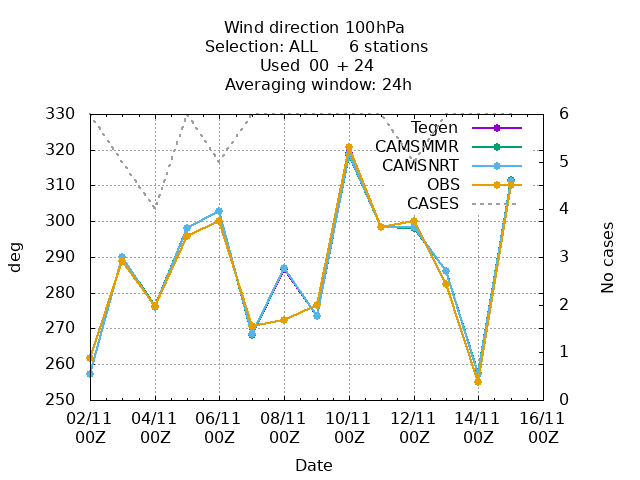 Wind direction 100hPa
Selection: ALL 6 stations
Used 00 + 24
Averaging window: 24h
330
320
310
300
290
280
270
260
250
deg
6
5
4
3
2
1
0
No cases
Tegen
CAMSMMR
CAMSNRT
OBS
CASES
02/11 04/11 06/11 08/11 10/11 12/11 14/11 16/11
00Z 00Z 00Z 00Z 00Z 00Z 00Z 00Z
Date